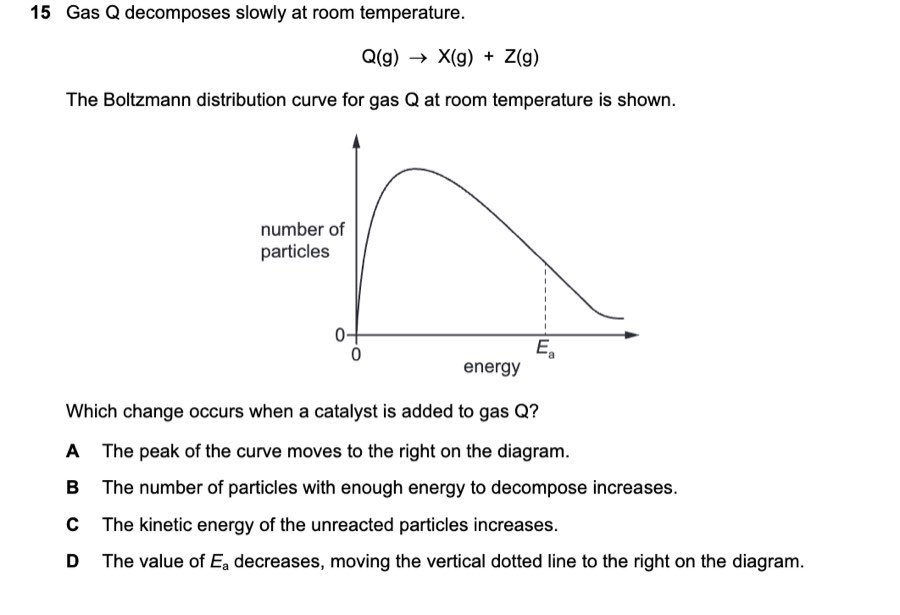 15 Gas Q decomposes slowly at room temperature.
Q(g) → X(g) + Z(g)
The Boltzmann distribution curve for gas Q at room temperature is shown.
number of
particles
0
0
Eₐ
energy
Which change occurs when a catalyst is added to gas Q?
A The peak of the curve moves to the right on the diagram.
B The number of particles with enough energy to decompose increases.
C The kinetic energy of the unreacted particles increases.
D The value of Eₐ decreases, moving the vertical dotted line to the right on the diagram.